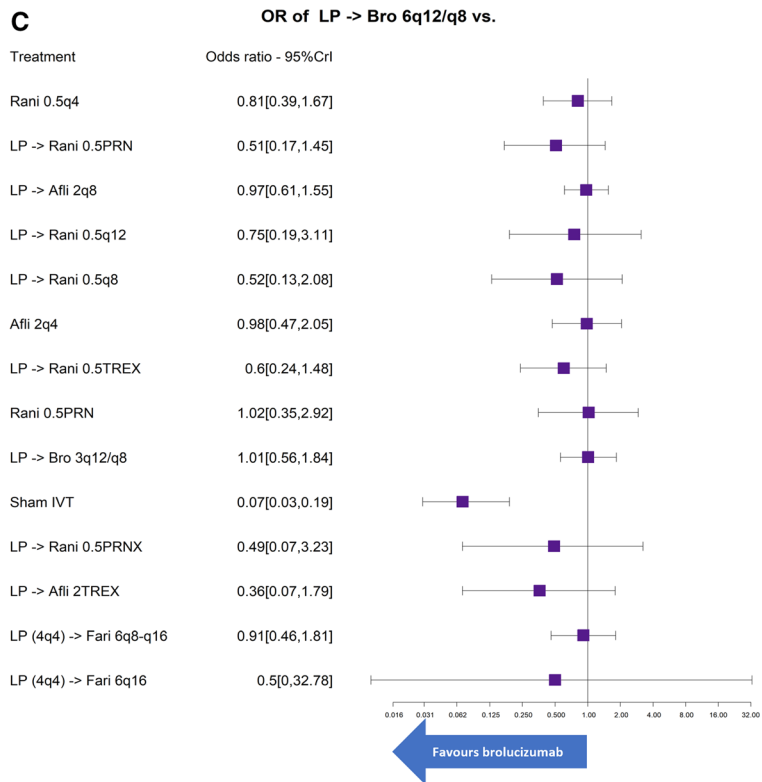 C
OR of LP -> Bro 6q12/q8 vs.
Treatment Odds ratio - 95%CrI
Rani 0.5q4 0.81[0.39,1.67]
LP -> Rani 0.5PRN 0.51[0.17,1.45]
LP -> Afli 2q8 0.97[0.61,1.55]
LP -> Rani 0.5q12 0.75[0.19,3.11]
LP -> Rani 0.5q8 0.52[0.13,2.08]
Afli 2q4 0.98[0.47,2.05]
LP -> Rani 0.5TREX 0.6[0.24,1.48]
Rani 0.5PRN 1.02[0.35,2.92]
LP -> Bro 3q12/q8 1.01[0.56,1.84]
Sham IVT 0.07[0.03,0.19]
LP -> Rani 0.5PRNX 0.49[0.07,3.23]
LP -> Afli 2TREX 0.36[0.07,1.79]
LP (4q4) -> Fari 6q8-q16 0.91[0.46,1.81]
LP (4q4) -> Fari 6q16 0.5[0,32.78]
0.016 0.031 0.062 0.125 0.250 0.500 1.00 2.00 4.00 8.00 16.00 32.00
Favours brolucizumab